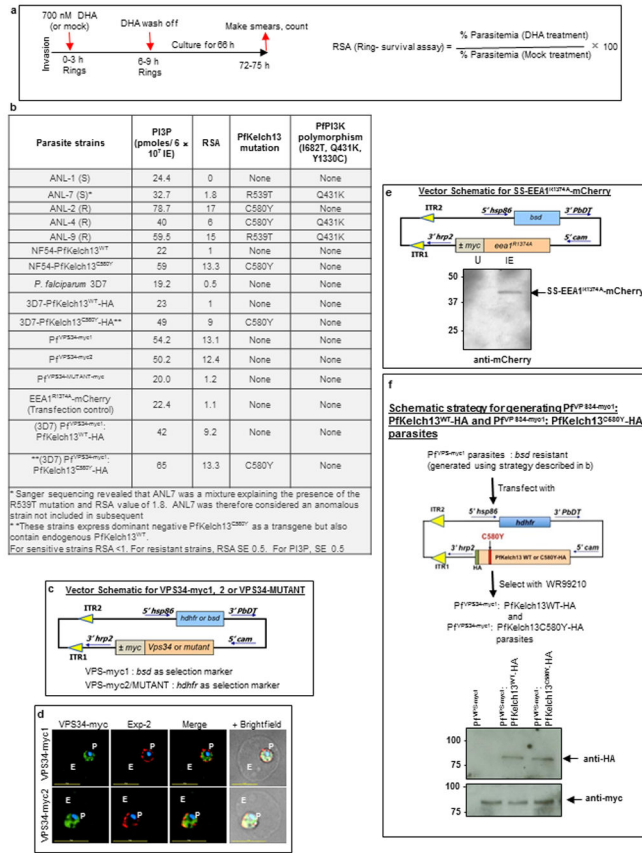 a
700 nM DHA
(or mock)
DHA wash off
Make smears, count
Culture for 66 h
Invasion
0-3 h
Rings
6-9 h
Rings
72-75 h
RSA (Ring- survival assay) =
% Parasitemia (DHA treatment)
% Parasitemia (Mock treatment)
× 100
b
Parasite strains | PI3P (pmoles/ 6 × 10⁷ IE) | RSA | PfKelch13 mutation | PfPI3K polymorphism (I682T, Q431K, Y1330C)
ANL-1 (S) | 24.4 | 0 | None | None
ANL-7 (S)* | 32.7 | 1.8 | R539T | Q431K
ANL-2 (R) | 78.7 | 17 | C580Y | None
ANL-4 (R) | 40 | 6 | C580Y | Q431K
ANL-9 (R) | 59.5 | 15 | R539T | Q431K
NF54-PfKelch13ᵂᵀ | 22 | 1 | None | None
NF54-PfKelch13ᶜ⁵⁸⁰ʸ | 59 | 13.3 | C580Y | None
P. falciparum 3D7 | 19.2 | 0.5 | None | None
3D7-PfKelch13ᵂᵀ-HA | 23 | 1 | None | None
3D7-PfKelch13ᶜ⁵⁸⁰ʸ-HA** | 49 | 9 | C580Y | None
Pfⱽᴾˢ³⁴⁻ᵐʸᶜ¹ | 54.2 | 13.1 | None | None
Pfⱽᴾˢ³⁴⁻ᵐʸᶜ² | 50.2 | 12.4 | None | None
Pfⱽᴾˢ³⁴⁻ᴹᵁᵀᴬᴺᵀ⁻ᵐʸᶜ | 20.0 | 1.2 | None | None
EEA1ᴿ¹³⁷⁴ᴬ-mCherry (Transfection control) | 22.4 | 1.1 | None | None
(3D7) Pfⱽᴾˢ³⁴⁻ᵐʸᶜ¹: PfKelch13ᵂᵀ-HA | 42 | 9.2 | None | None
**(3D7) Pfⱽᴾˢ³⁴⁻ᵐʸᶜ¹: PfKelch13ᶜ⁵⁸⁰ʸ-HA | 65 | 13.3 | C580Y | None
* Sanger sequencing revealed that ANL7 was a mixture explaining the presence of the
R539T mutation and RSA value of 1.8. ANL7 was therefore considered an anomalous
strain not included in subsequent
* *These strains express dominant negative PfKelch13ᶜ⁵⁸⁰ʸ as a transgene but also
contain endogenous PfKelch13ᵂᵀ.
For sensitive strains RSA <1. For resistant strains, RSA SE 0.5. For PI3P, SE 0.5
c
Vector Schematic for VPS34-myc1, 2 or VPS34-MUTANT
ITR2
5' hsp86
hdhfr or bsd
3' PbDT
3' hrp2
± myc
Vps34 or mutant
5' cam
ITR1
VPS-myc1 : bsd as selection marker
VPS-myc2/MUTANT : hdhfr as selection marker
d
VPS34-myc
Exp-2
Merge
+ Brightfield
VPS34-myc1
E
P
E
P
E
P
E
P
VPS34-myc2
E
P
E
P
E
P
E
P
e
Vector Schematic for SS-EEA1ᴿ¹³⁷⁴ᴬ-mCherry
ITR2
5' hsp86
bsd
3' PbDT
3' hrp2
± myc
eea1ᴿ¹³⁷⁴ᴬ
5' cam
ITR1
U
IE
50
37
25
SS-EEA1ᴿ¹³⁷⁴ᴬ-mCherry
anti-mCherry
f
Schematic strategy for generating Pfⱽᴾˢ³⁴⁻ᵐʸᶜ¹:
PfKelch13ᵂᵀ-HA and Pfⱽᴾˢ³⁴⁻ᵐʸᶜ¹: PfKelch13ᶜ⁵⁸⁰ʸ-HA
parasites
Pfⱽᴾˢ⁻ᵐʸᶜ¹ parasites : bsd resistant
(generated using strategy described in b)
Transfect with
5' hsp86
3' PbDT
ITR2
hdhfr
C580Y
3' hrp2
5' cam
ITR1
HA
PfKelch13 WT or C580Y-HA
Select with WR99210
Pfⱽᴾˢ³⁴⁻ᵐʸᶜ¹: PfKelch13WT-HA
and
Pfⱽᴾˢ³⁴⁻ᵐʸᶜ¹: PfKelch13C580Y-HA
parasites
Pfⱽᴾˢ⁻ᵐʸᶜ¹
Pfⱽᴾˢ⁻ᵐʸᶜ¹:
PfKelch13ᵂᵀ-HA
Pfⱽᴾˢ⁻ᵐʸᶜ¹:
PfKelch13ᶜ⁵⁸⁰ʸ-HA
100
75
anti-HA
100
75
anti-myc